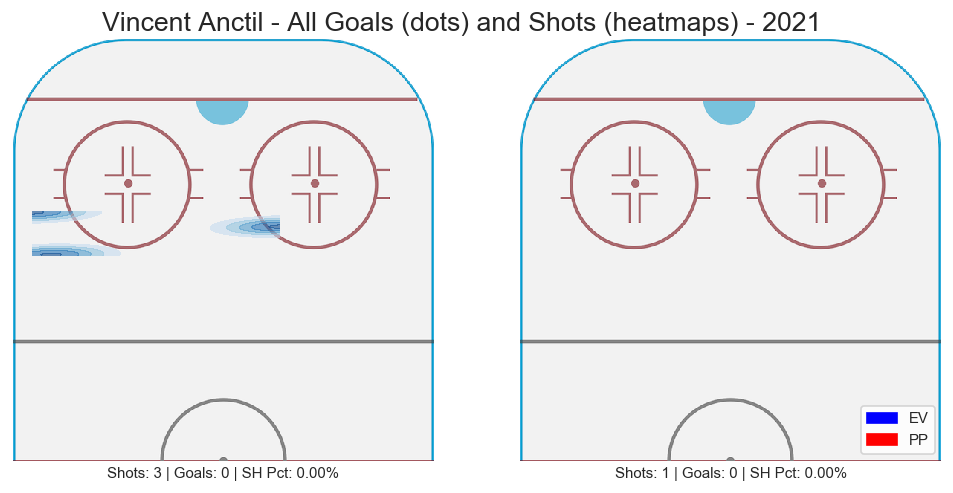 Vincent Anctil - All Goals (dots) and Shots (heatmaps) - 2021
EV
PP
Shots: 3 | Goals: 0 | SH Pct: 0.00%
Shots: 1 | Goals: 0 | SH Pct: 0.00%